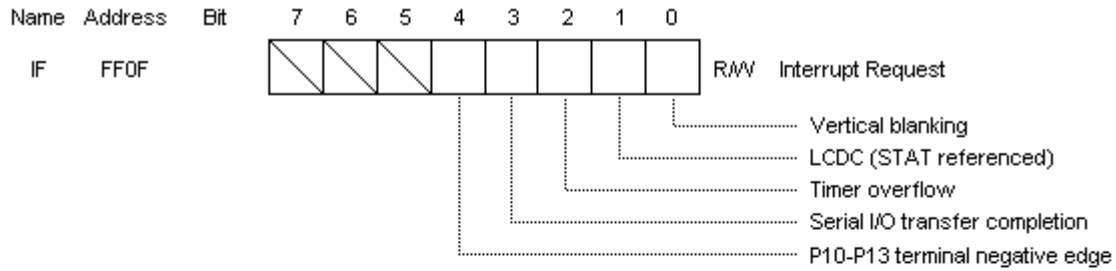 Name Address Bit 7 6 5 4 3 2 1 0
IF FF0F R/W Interrupt Request
Vertical blanking
LCDC (STAT referenced)
Timer overflow
Serial I/O transfer completion
P10-P13 terminal negative edge